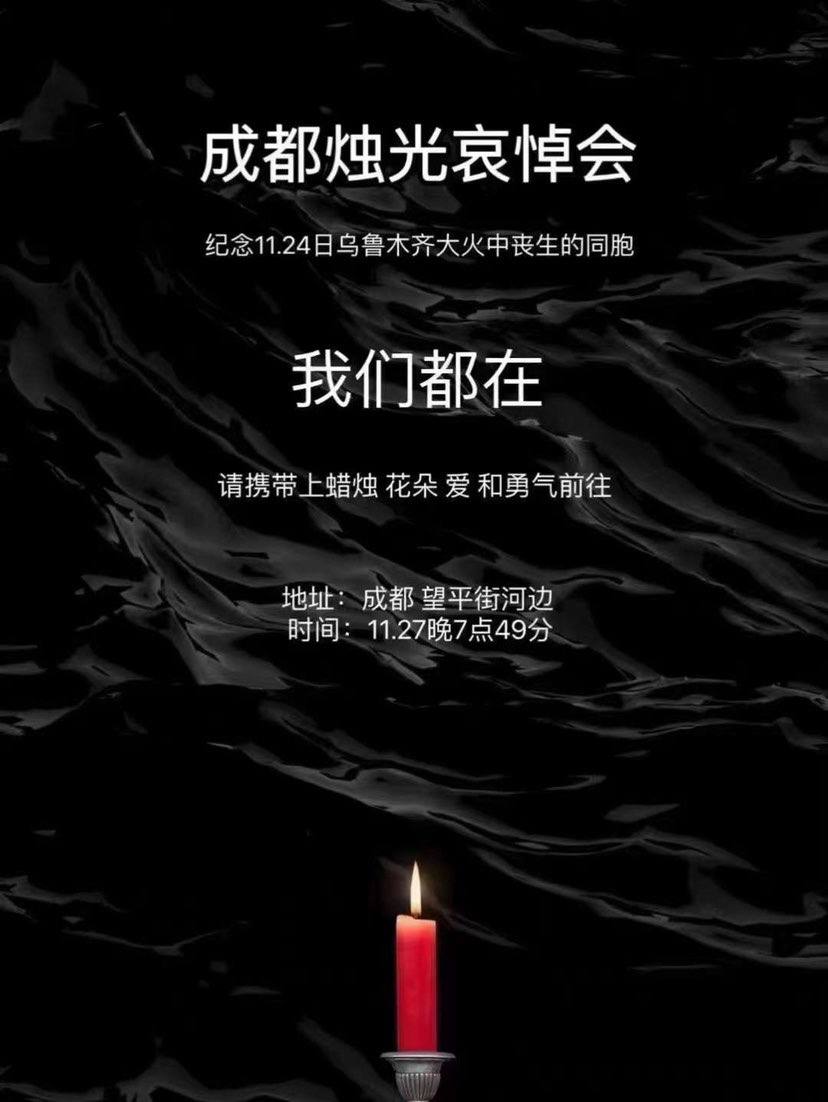 成都烛光哀悼会
纪念11.24日乌鲁木齐大火中丧生的同胞
我们都在
请携带上蜡烛 花朵 爱 和勇气前往
地址：成都 望平街河边
时间：11.27晚7点49分